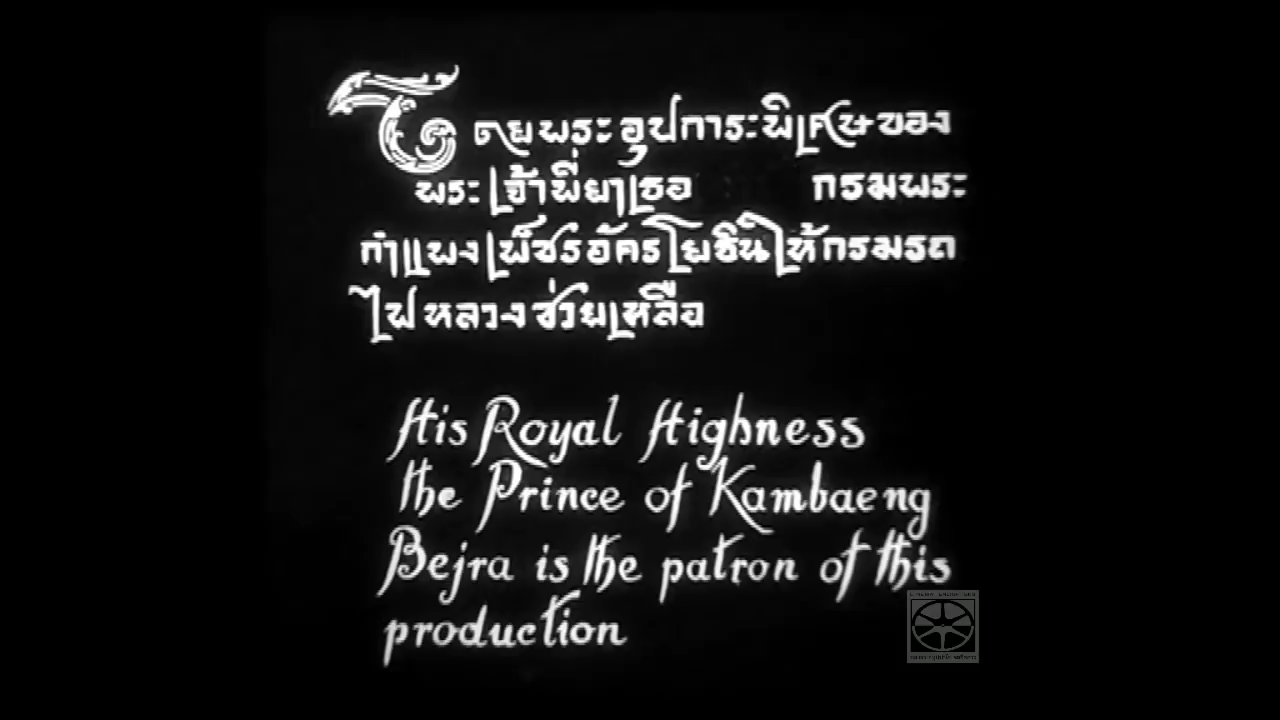 โดยพระอุปการะพิเศษของ
พระเจ้าพี่ยาเธอ กรมพระ
กำแพงเพ็ชรอัครโยธินให้กรมรถ
ไฟหลวงช่วยเหลือ
His Royal Highness
the Prince of Kambaeng
Bejra is the patron of this
production